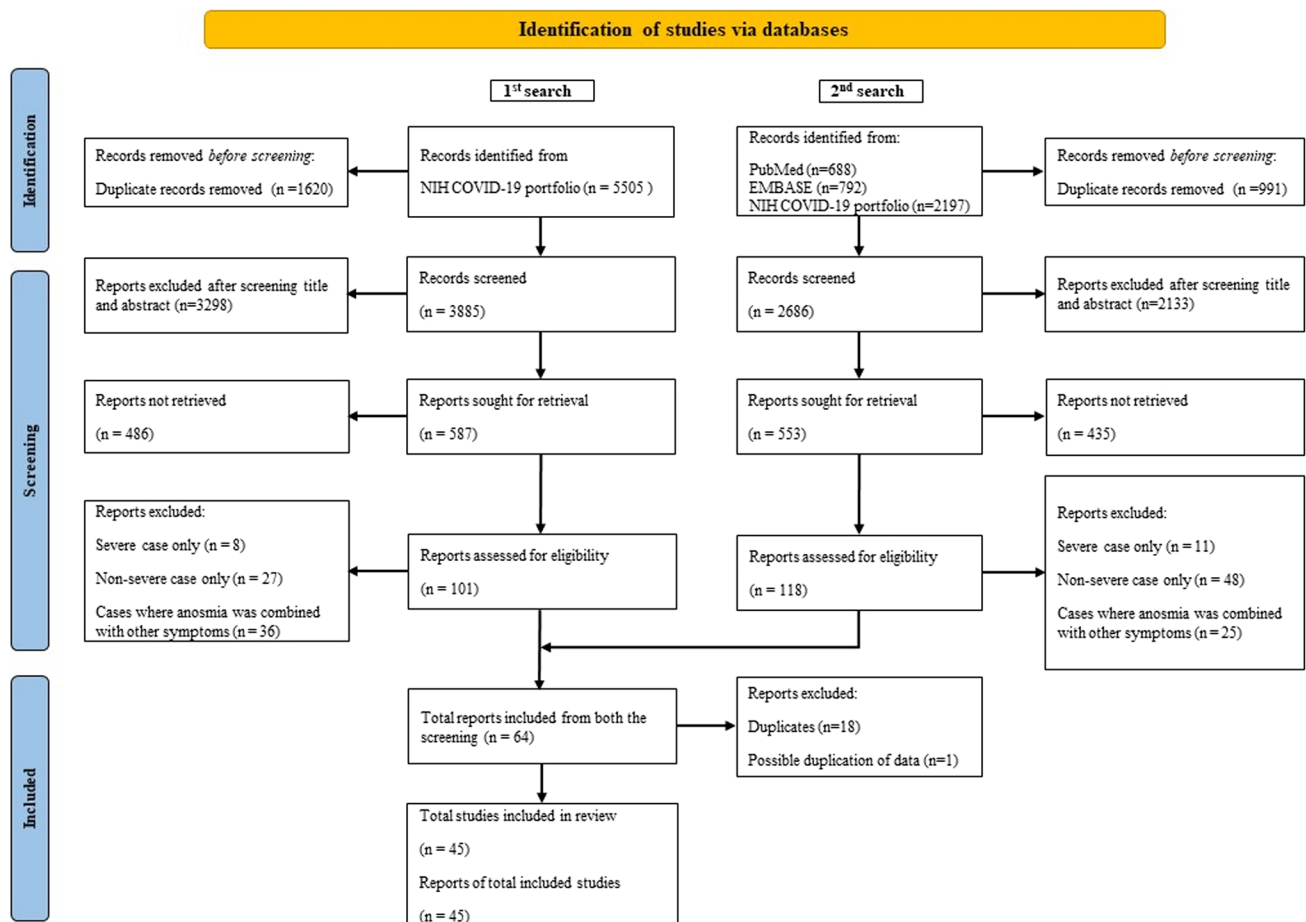 Identification of studies via databases
1st search
2nd search
Identification
Records removed before screening:
Duplicate records removed (n =1620)
Records identified from
NIH COVID-19 portfolio (n = 5505 )
Records identified from:
PubMed (n=688)
EMBASE (n=792)
NIH COVID-19 portfolio (n=2197)
Records removed before screening:
Duplicate records removed (n =991)
Screening
Reports excluded after screening title
and abstract (n=3298)
Records screened
(n = 3885)
Records screened
(n = 2686)
Reports excluded after screening title
and abstract (n=2133)
Reports not retrieved
(n = 486)
Reports sought for retrieval
(n = 587)
Reports sought for retrieval
(n = 553)
Reports not retrieved
(n = 435)
Reports excluded:
Severe case only (n = 8)
Non-severe case only (n = 27)
Cases where anosmia was combined
with other symptoms (n = 36)
Reports assessed for eligibility
(n = 101)
Reports assessed for eligibility
(n = 118)
Reports excluded:
Severe case only (n = 11)
Non-severe case only (n = 48)
Cases where anosmia was combined
with other symptoms (n = 25)
Included
Total reports included from both the
screening (n = 64)
Reports excluded:
Duplicates (n=18)
Possible duplication of data (n=1)
Total studies included in review
(n = 45)
Reports of total included studies
(n = 45)